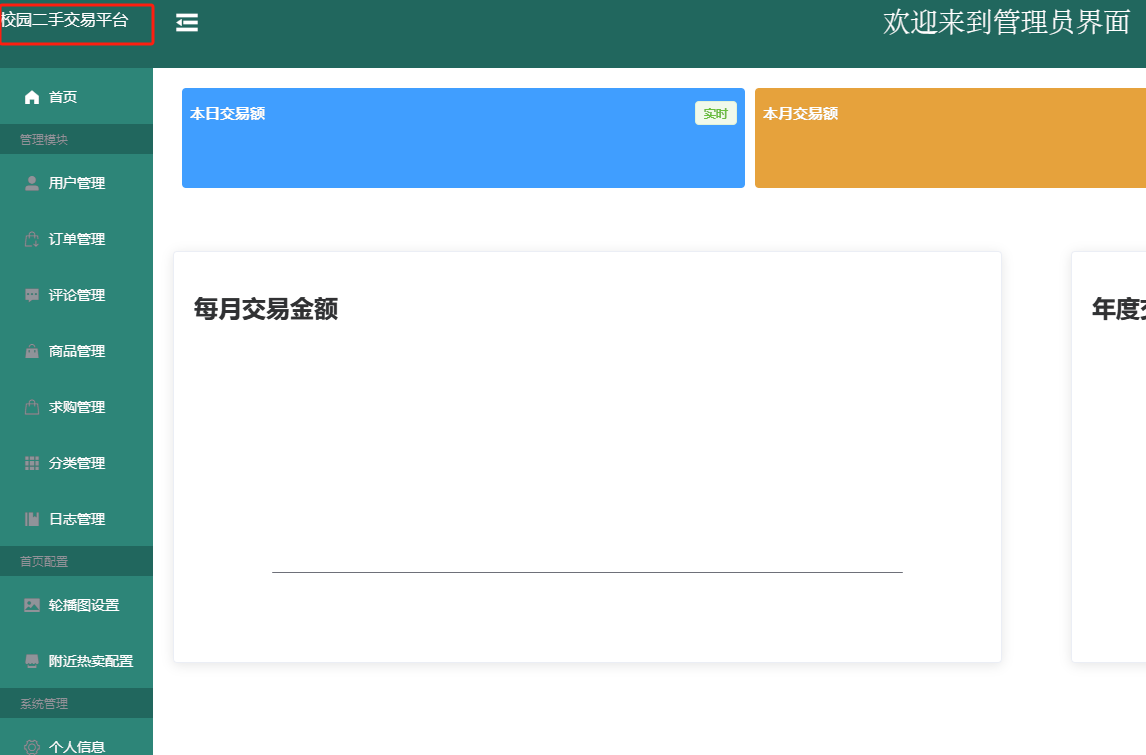 校园二手交易平台
欢迎来到管理员界面
首页
管理模块
用户管理
订单管理
评论管理
商品管理
求购管理
分类管理
日志管理
首页配置
轮播图设置
附近热卖配置
系统管理
个人信息
本日交易额
实时
本月交易额
每月交易金额
年度交